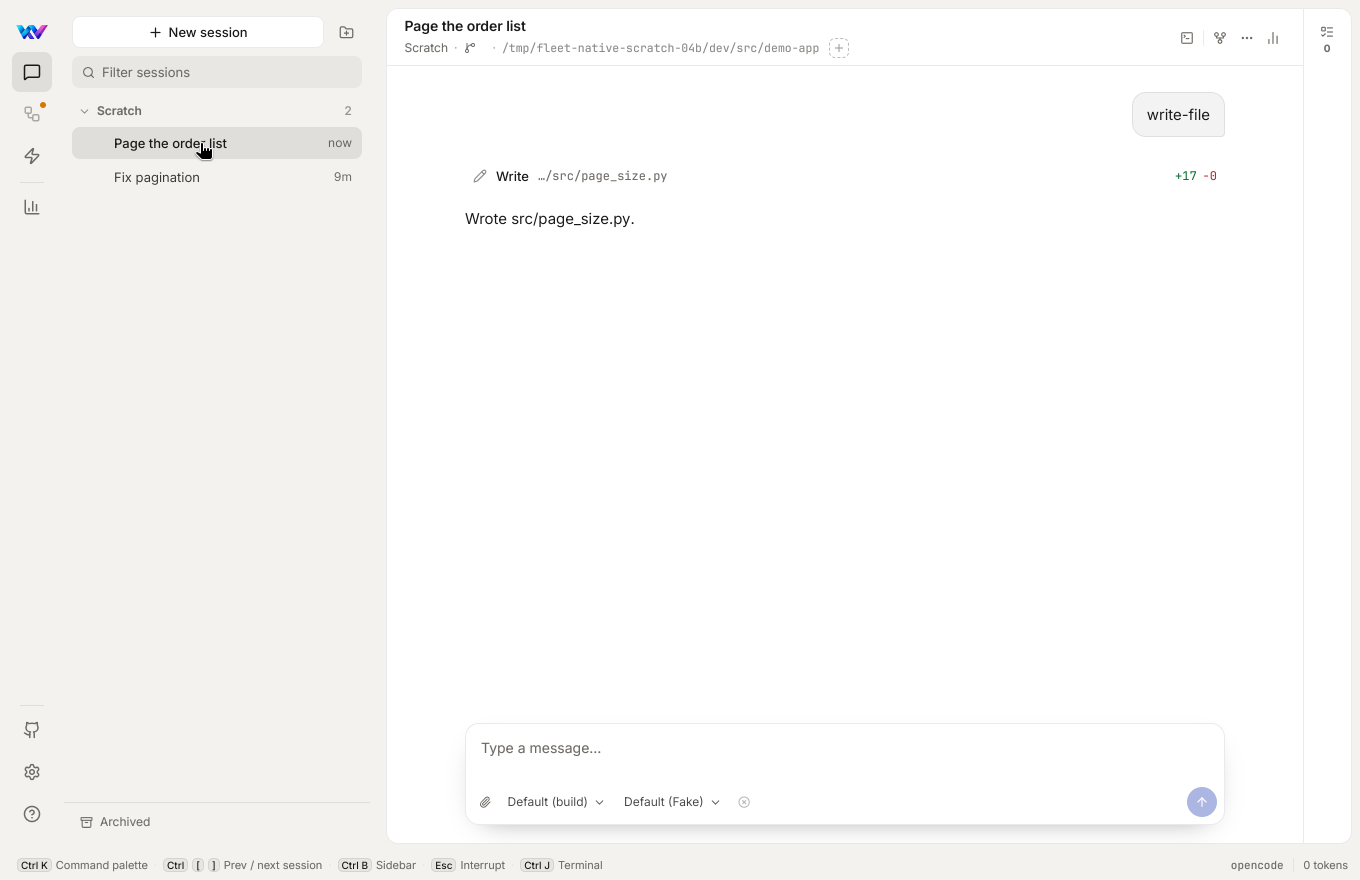 New session
Filter sessions
Scratch 2
Page the order list now
Fix pagination 9m
Archived
Page the order list
Scratch · · /tmp/fleet-native-scratch-04b/dev/src/demo-app
0
write-file
Write …/src/page_size.py +17 -0
Wrote src/page_size.py.
Type a message…
Default (build) Default (Fake)
Ctrl K Command palette Ctrl [ ] Prev / next session Ctrl B Sidebar Esc Interrupt Ctrl J Terminal opencode 0 tokens